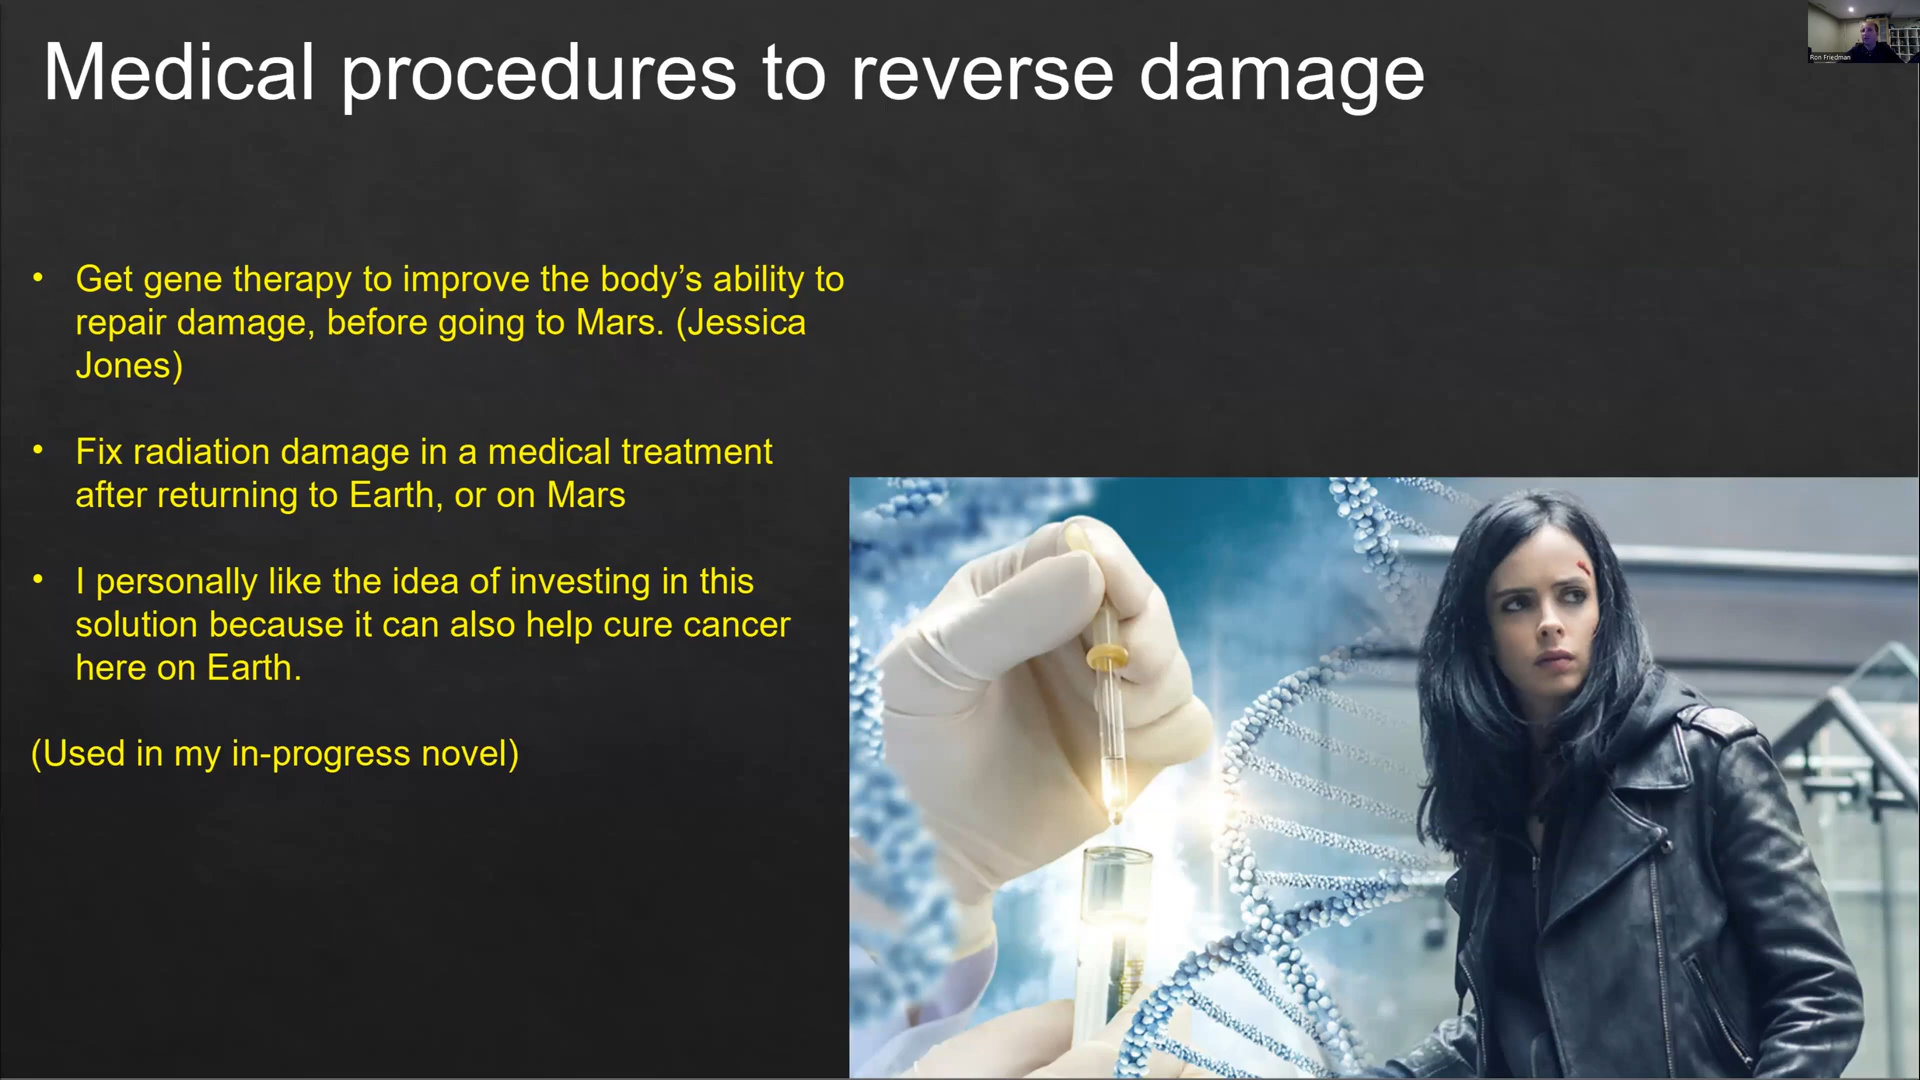 Medical procedures to reverse damage
Ron Friedman
• Get gene therapy to improve the body’s ability to
repair damage, before going to Mars. (Jessica
Jones)
• Fix radiation damage in a medical treatment
after returning to Earth, or on Mars
• I personally like the idea of investing in this
solution because it can also help cure cancer
here on Earth.
(Used in my in-progress novel)